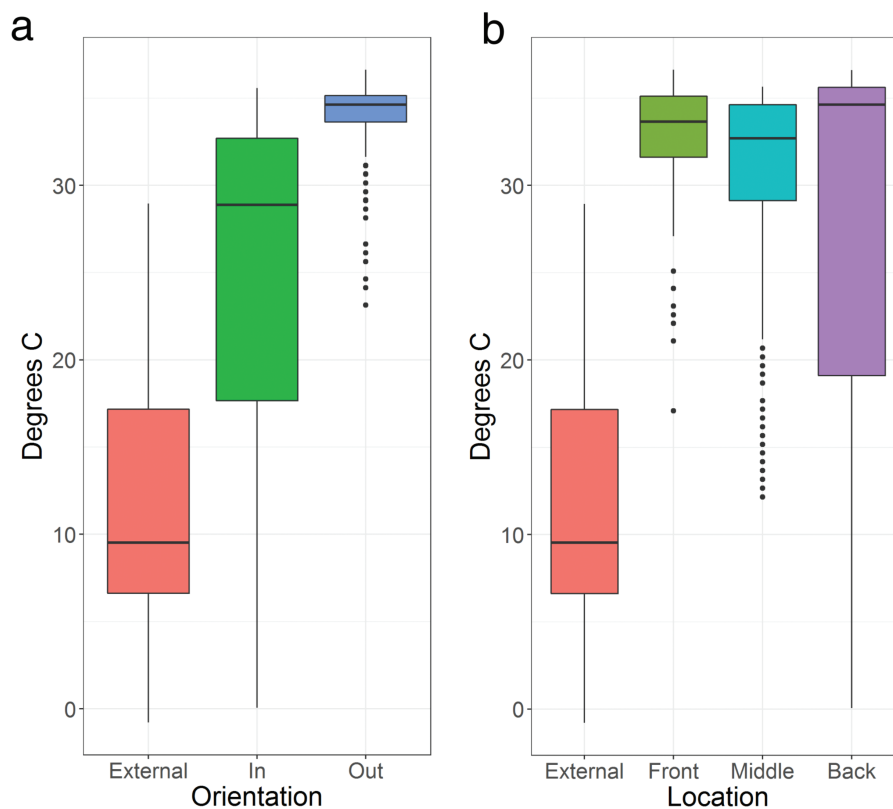 a
Degrees C
30
20
10
0
External In Out
Orientation
b
Degrees C
30
20
10
0
External Front Middle Back
Location